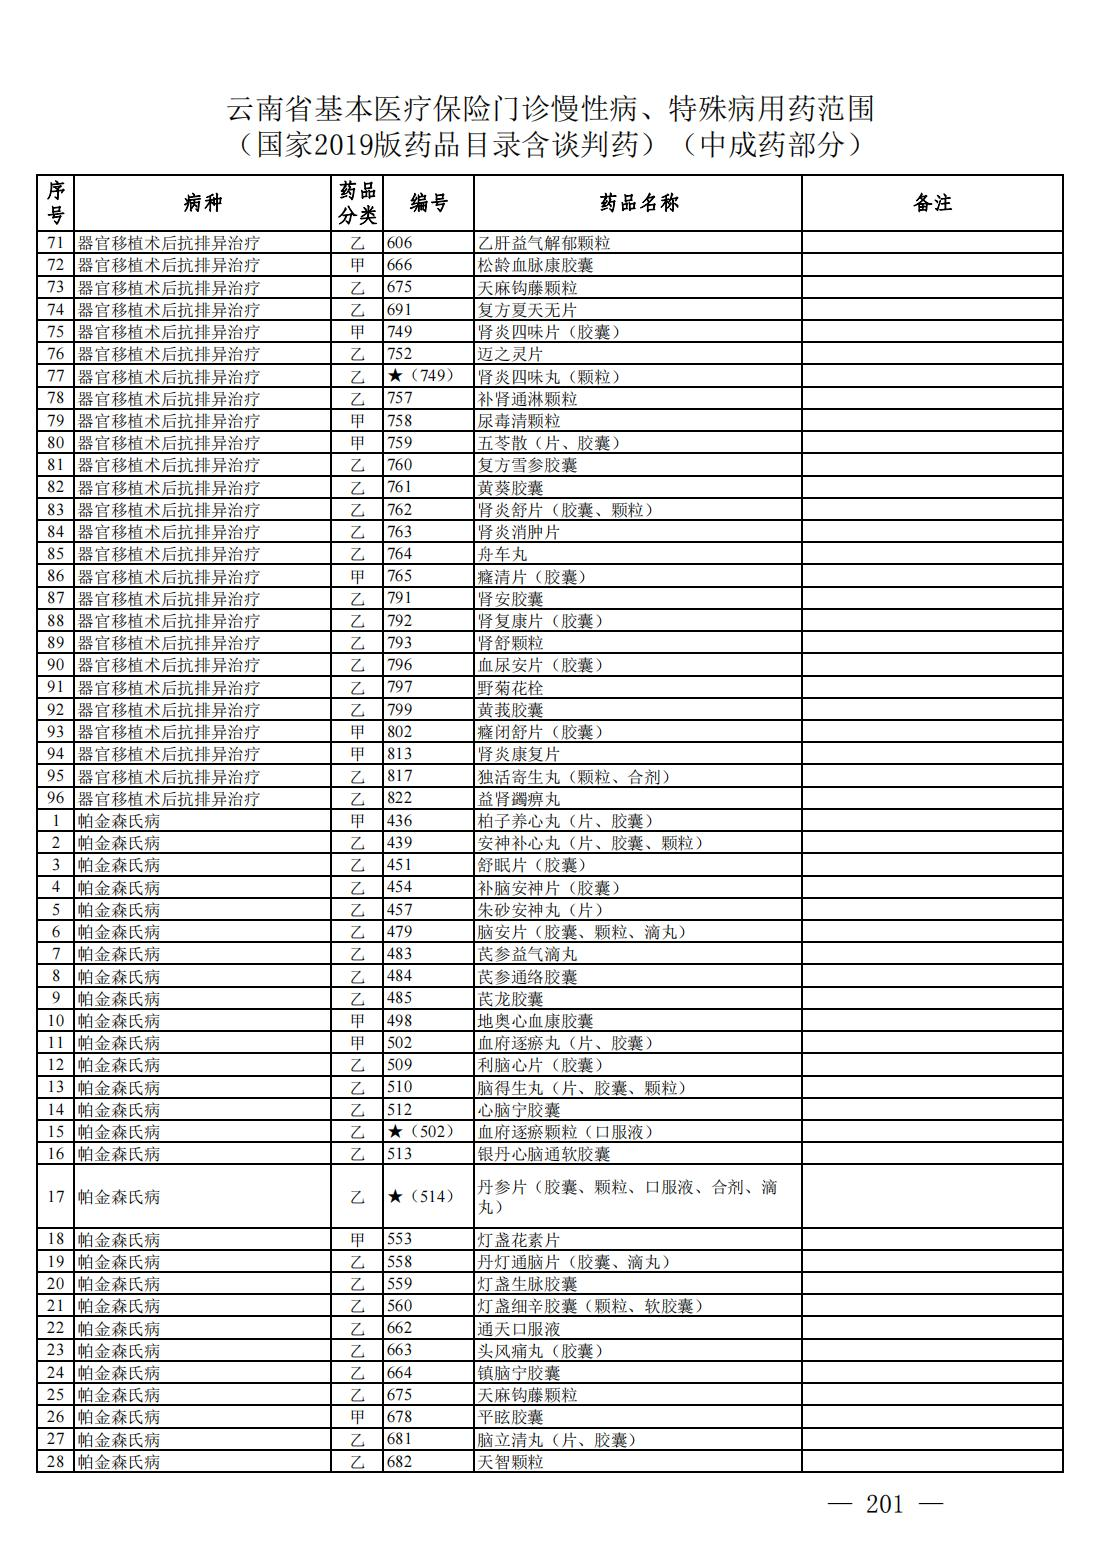 云南省基本医疗保险门诊慢性病、特殊病用药范围
（国家2019版药品目录含谈判药）（中成药部分）
序号 病种 药品分类 编号 药品名称 备注
71 器官移植术后抗排异治疗 乙 606 乙肝益气解郁颗粒
72 器官移植术后抗排异治疗 甲 666 松龄血脉康胶囊
73 器官移植术后抗排异治疗 乙 675 天麻钩藤颗粒
74 器官移植术后抗排异治疗 乙 691 复方夏天无片
75 器官移植术后抗排异治疗 甲 749 肾炎四味片（胶囊）
76 器官移植术后抗排异治疗 乙 752 迈之灵片
77 器官移植术后抗排异治疗 乙 ★（749） 肾炎四味丸（颗粒）
78 器官移植术后抗排异治疗 乙 757 补肾通淋颗粒
79 器官移植术后抗排异治疗 甲 758 尿毒清颗粒
80 器官移植术后抗排异治疗 甲 759 五苓散（片、胶囊）
81 器官移植术后抗排异治疗 乙 760 复方雪参胶囊
82 器官移植术后抗排异治疗 乙 761 黄葵胶囊
83 器官移植术后抗排异治疗 乙 762 肾炎舒片（胶囊、颗粒）
84 器官移植术后抗排异治疗 乙 763 肾炎消肿片
85 器官移植术后抗排异治疗 乙 764 舟车丸
86 器官移植术后抗排异治疗 甲 765 癃清片（胶囊）
87 器官移植术后抗排异治疗 乙 791 肾安胶囊
88 器官移植术后抗排异治疗 乙 792 肾复康片（胶囊）
89 器官移植术后抗排异治疗 乙 793 肾舒颗粒
90 器官移植术后抗排异治疗 乙 796 血尿安片（胶囊）
91 器官移植术后抗排异治疗 乙 797 野菊花栓
92 器官移植术后抗排异治疗 乙 799 黄莪胶囊
93 器官移植术后抗排异治疗 甲 802 癃闭舒片（胶囊）
94 器官移植术后抗排异治疗 甲 813 肾炎康复片
95 器官移植术后抗排异治疗 乙 817 独活寄生丸（颗粒、合剂）
96 器官移植术后抗排异治疗 乙 822 益肾蠲痹丸
1 帕金森氏病 甲 436 柏子养心丸（片、胶囊）
2 帕金森氏病 乙 439 安神补心丸（片、胶囊、颗粒）
3 帕金森氏病 乙 451 舒眠片（胶囊）
4 帕金森氏病 乙 454 补脑安神片（胶囊）
5 帕金森氏病 乙 457 朱砂安神丸（片）
6 帕金森氏病 乙 479 脑安片（胶囊、颗粒、滴丸）
7 帕金森氏病 乙 483 芪参益气滴丸
8 帕金森氏病 乙 484 芪参通络胶囊
9 帕金森氏病 乙 485 芪龙胶囊
10 帕金森氏病 甲 498 地奥心血康胶囊
11 帕金森氏病 甲 502 血府逐瘀丸（片、胶囊）
12 帕金森氏病 乙 509 利脑心片（胶囊）
13 帕金森氏病 乙 510 脑得生丸（片、胶囊、颗粒）
14 帕金森氏病 乙 512 心脑宁胶囊
15 帕金森氏病 乙 ★（502） 血府逐瘀颗粒（口服液）
16 帕金森氏病 乙 513 银丹心脑通软胶囊
17 帕金森氏病 乙 ★（514） 丹参片（胶囊、颗粒、口服液、合剂、滴
丸）
18 帕金森氏病 甲 553 灯盏花素片
19 帕金森氏病 乙 558 丹灯通脑片（胶囊、滴丸）
20 帕金森氏病 乙 559 灯盏生脉胶囊
21 帕金森氏病 乙 560 灯盏细辛胶囊（颗粒、软胶囊）
22 帕金森氏病 乙 662 通天口服液
23 帕金森氏病 乙 663 头风痛丸（胶囊）
24 帕金森氏病 乙 664 镇脑宁胶囊
25 帕金森氏病 乙 675 天麻钩藤颗粒
26 帕金森氏病 甲 678 平眩胶囊
27 帕金森氏病 乙 681 脑立清丸（片、胶囊）
28 帕金森氏病 乙 682 天智颗粒
— 201 —